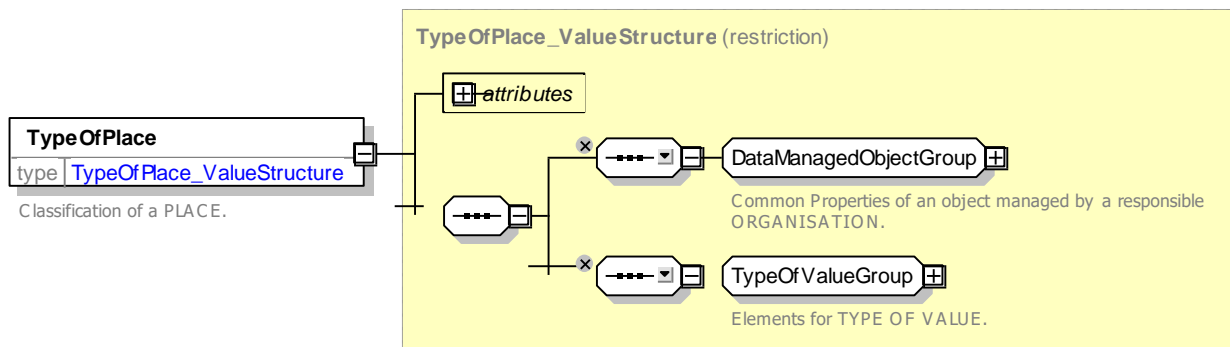 TypeOfPlace_ValueStructure (restriction)
attributes
TypeOfPlace
type TypeOfPlace_ValueStructure
Classification of a PLACE.
DataManagedObjectGroup
Common Properties of an object managed by a responsible
ORGANISATION.
TypeOfValueGroup
Elements for TYPE OF VALUE.